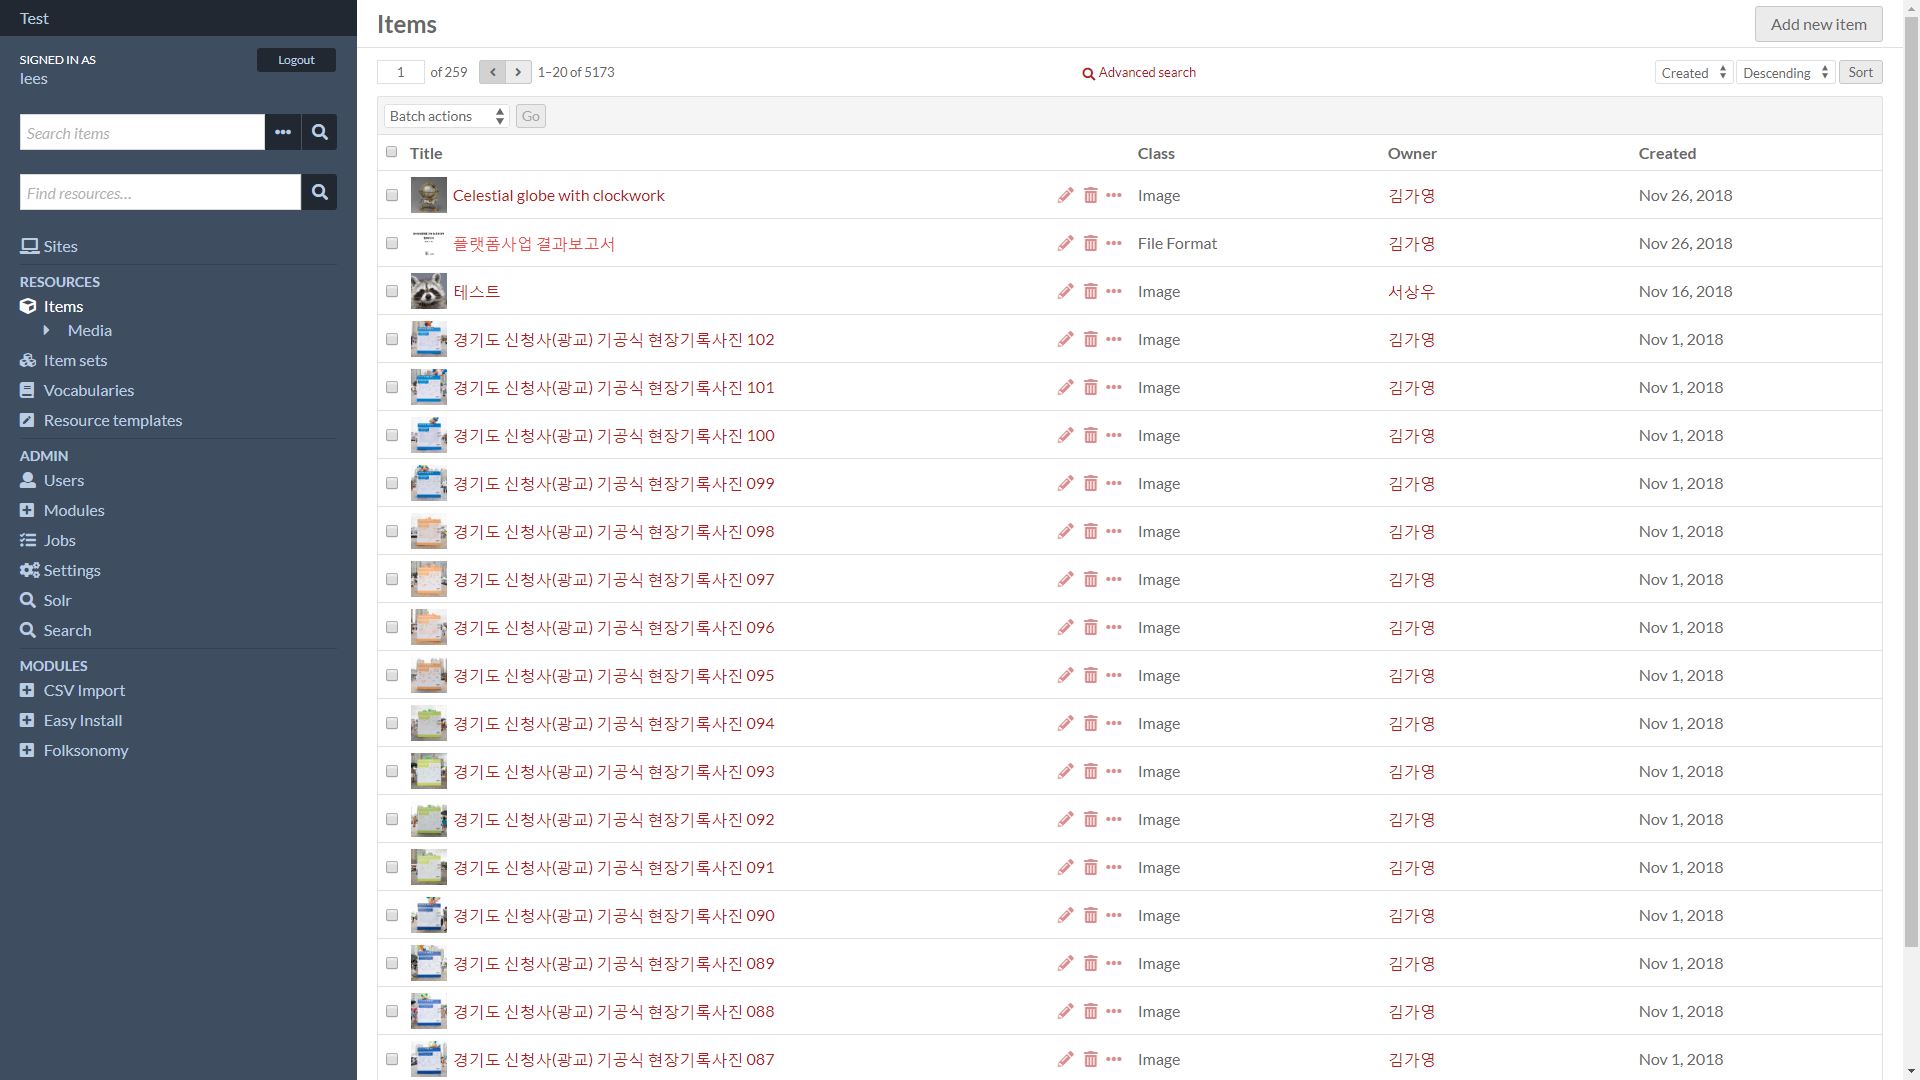 Test
SIGNED IN AS
lees
Logout
Search items
Find resources...
Sites
RESOURCES
Items
Media
Item sets
Vocabularies
Resource templates
ADMIN
Users
Modules
Jobs
Settings
Solr
Search
MODULES
CSV Import
Easy Install
Folksonomy
Items
Add new item
1 of 259 1–20 of 5173 Advanced search Created Descending Sort
Batch actions Go
Title Class Owner Created
Celestial globe with clockwork Image 김가영 Nov 26, 2018
플랫폼사업 결과보고서 File Format 김가영 Nov 26, 2018
테스트 Image 서상우 Nov 16, 2018
경기도 신청사(광교) 기공식 현장기록사진 102 Image 김가영 Nov 1, 2018
경기도 신청사(광교) 기공식 현장기록사진 101 Image 김가영 Nov 1, 2018
경기도 신청사(광교) 기공식 현장기록사진 100 Image 김가영 Nov 1, 2018
경기도 신청사(광교) 기공식 현장기록사진 099 Image 김가영 Nov 1, 2018
경기도 신청사(광교) 기공식 현장기록사진 098 Image 김가영 Nov 1, 2018
경기도 신청사(광교) 기공식 현장기록사진 097 Image 김가영 Nov 1, 2018
경기도 신청사(광교) 기공식 현장기록사진 096 Image 김가영 Nov 1, 2018
경기도 신청사(광교) 기공식 현장기록사진 095 Image 김가영 Nov 1, 2018
경기도 신청사(광교) 기공식 현장기록사진 094 Image 김가영 Nov 1, 2018
경기도 신청사(광교) 기공식 현장기록사진 093 Image 김가영 Nov 1, 2018
경기도 신청사(광교) 기공식 현장기록사진 092 Image 김가영 Nov 1, 2018
경기도 신청사(광교) 기공식 현장기록사진 091 Image 김가영 Nov 1, 2018
경기도 신청사(광교) 기공식 현장기록사진 090 Image 김가영 Nov 1, 2018
경기도 신청사(광교) 기공식 현장기록사진 089 Image 김가영 Nov 1, 2018
경기도 신청사(광교) 기공식 현장기록사진 088 Image 김가영 Nov 1, 2018
경기도 신청사(광교) 기공식 현장기록사진 087 Image 김가영 Nov 1, 2018